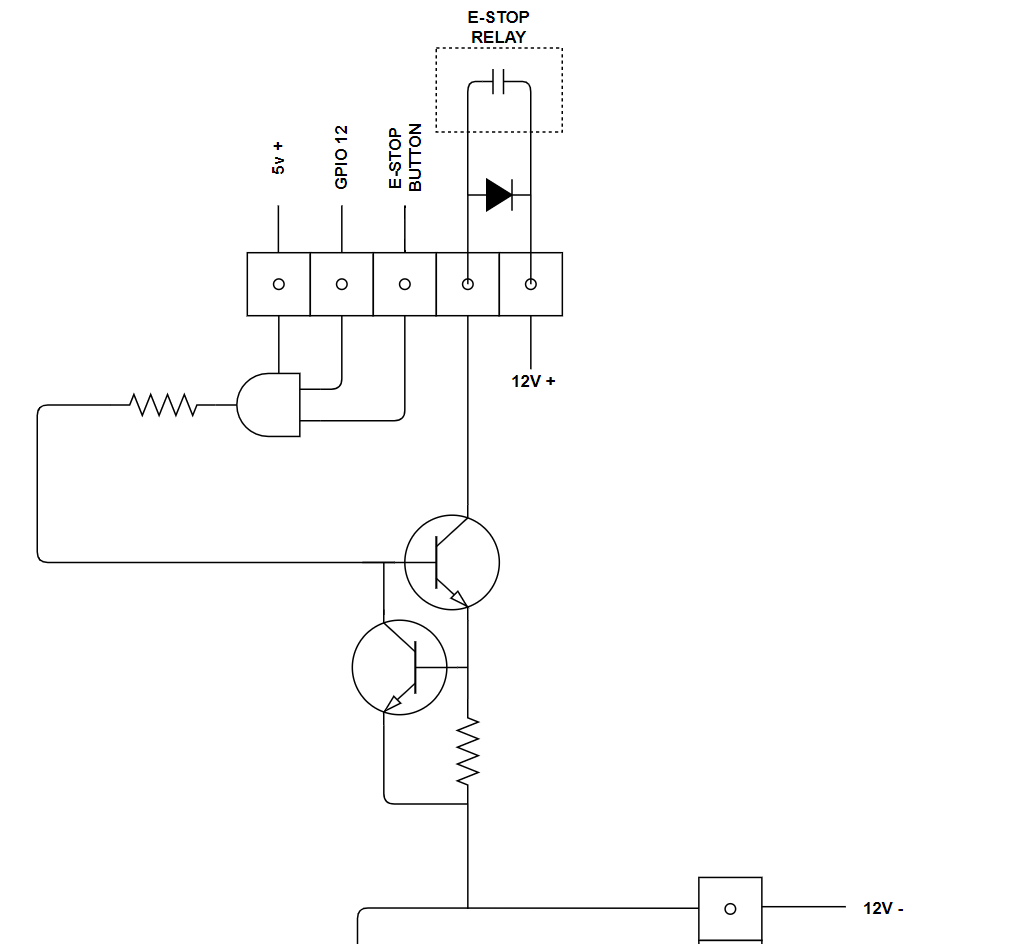 E-STOP
RELAY
5v +
GPIO 12
E-STOP
BUTTON
12V +
12V -